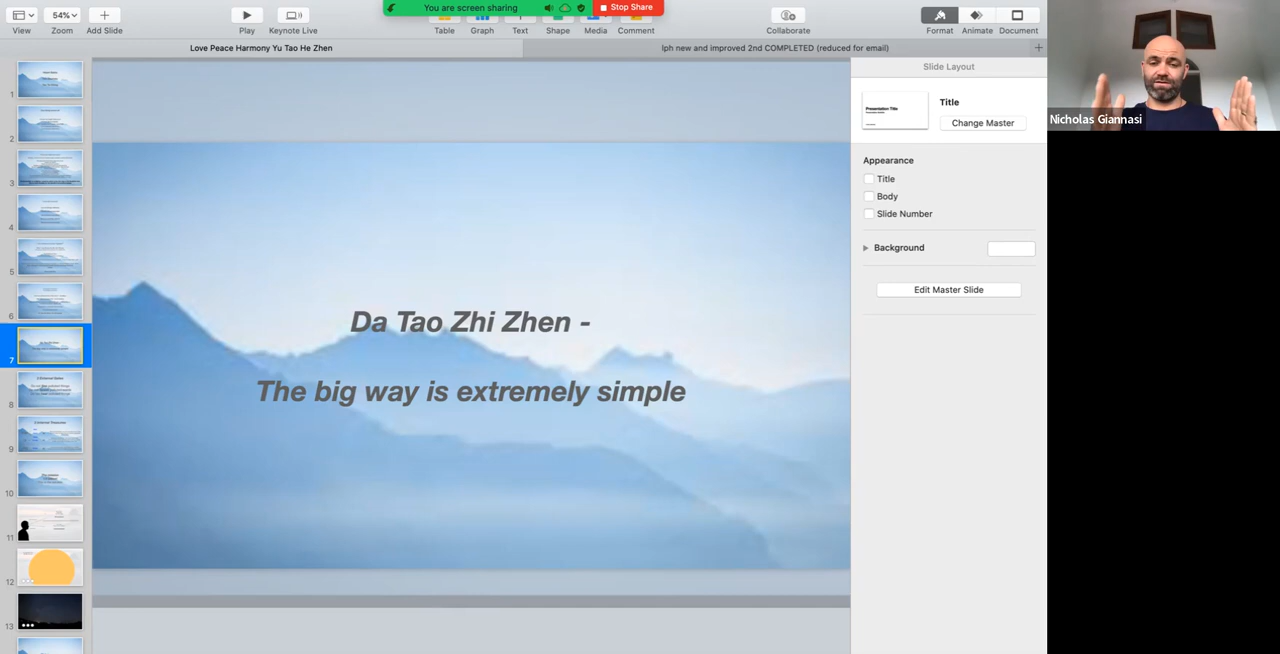 You are screen sharing
Stop Share
54%
View
Zoom
Add Slide
Play
Keynote Live
Table
Graph
Text
Shape
Media
Comment
Collaborate
Format
Animate
Document
Love Peace Harmony Yu Tao He Zhen
lph new and improved 2nd COMPLETED (reduced for email)
1
2
3
4
5
6
7
8
9
10
11
12
13
Da Tao Zhi Zhen -
The big way is extremely simple
Slide Layout
Presentation Title
Title
Change Master
Appearance
Title
Body
Slide Number
Background
Edit Master Slide
Nicholas Giannasi